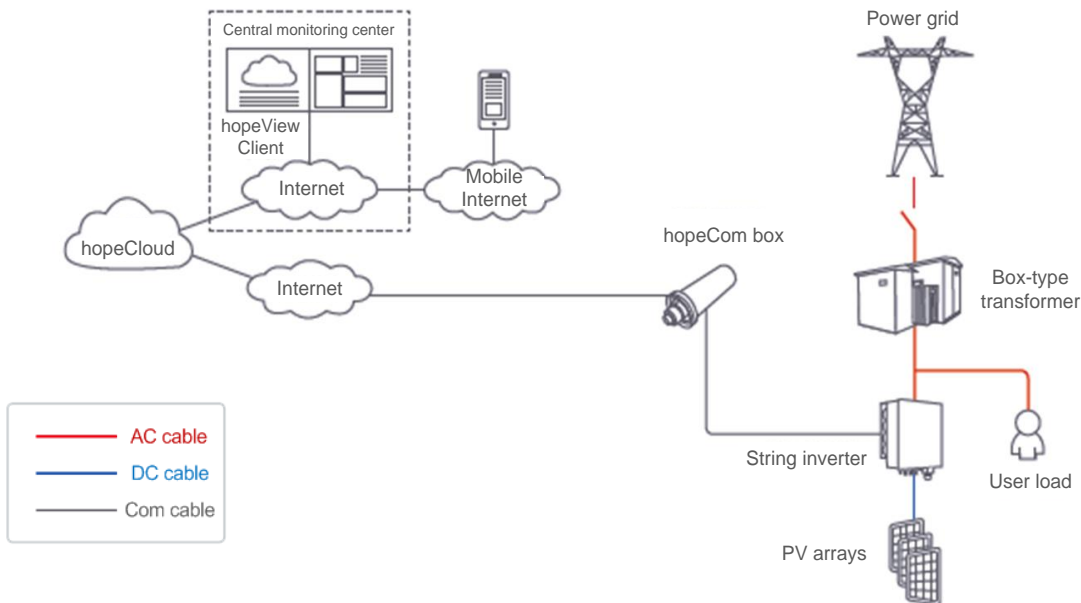 Power grid
Central monitoring center
hopeView
Client
Internet
Mobile
Internet
hopeCloud
hopeCom box
Internet
Box-type
transformer
AC cable
DC cable
Com cable
String inverter
User load
PV arrays